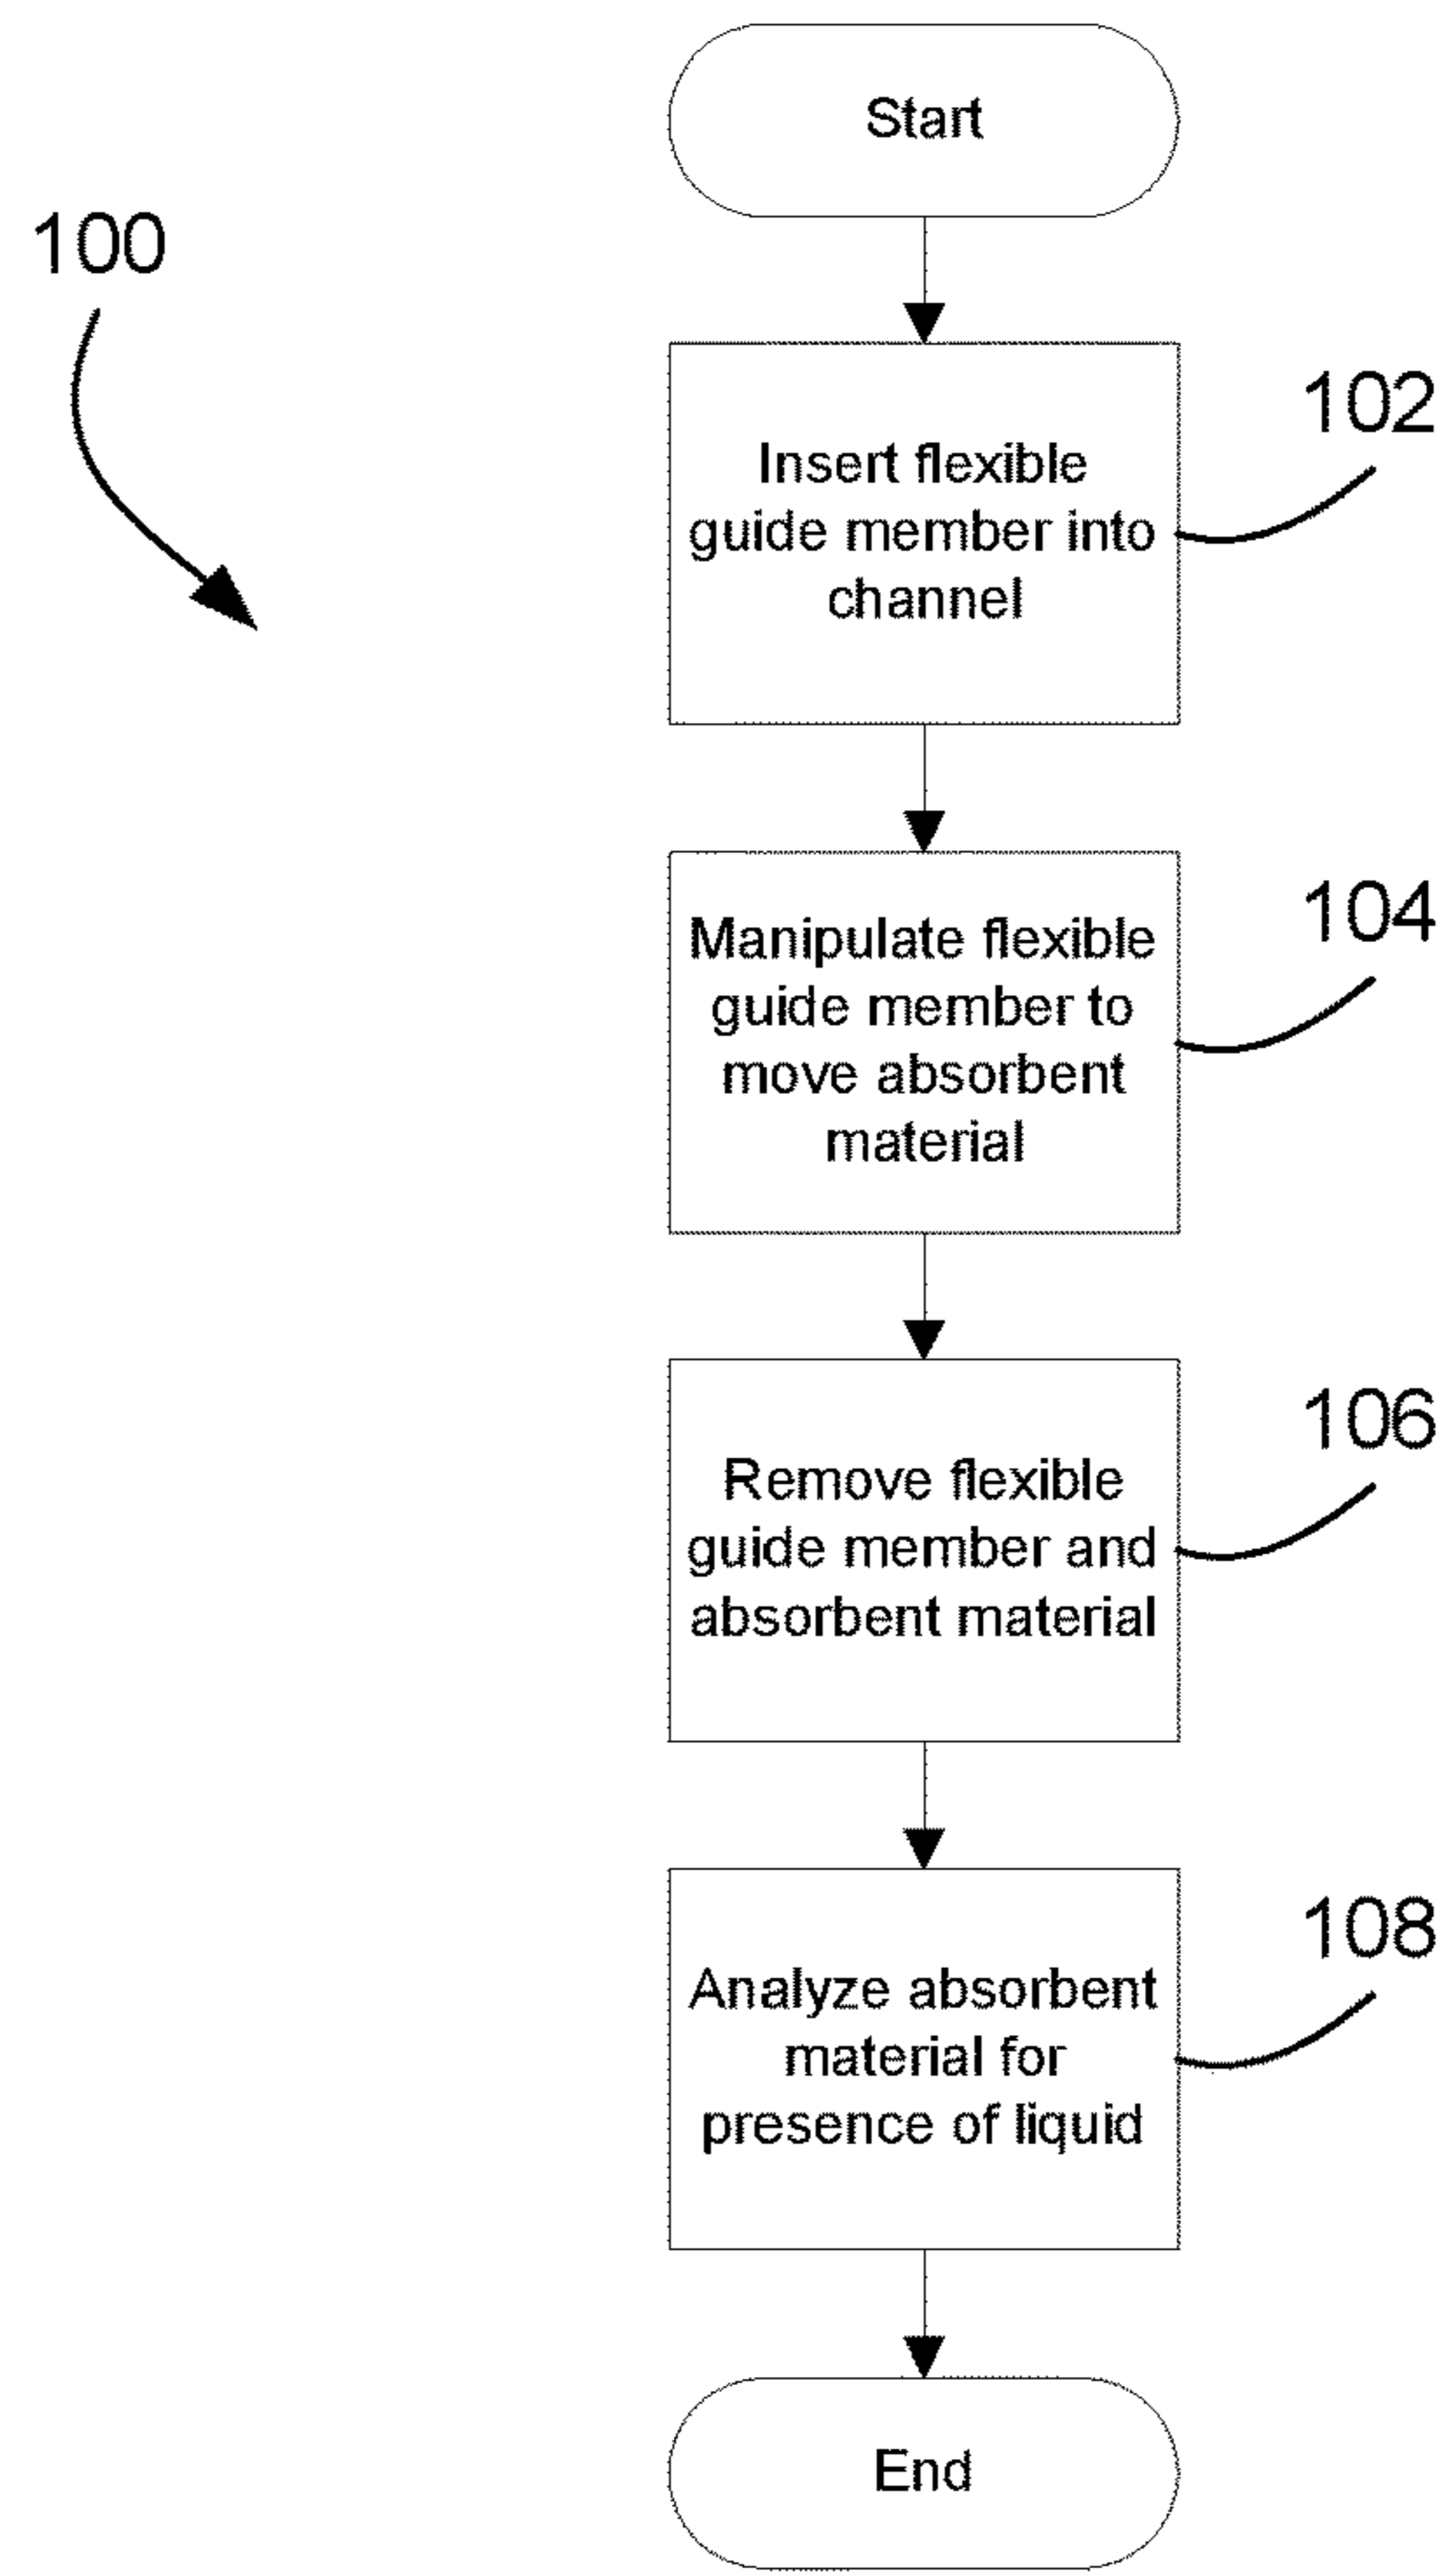 Start
100
102
Insert flexible
guide member into
channel
104
Manipulate flexible
guide member to
move absorbent
material
106
Remove flexible
guide member and
absorbent material
108
Analyze absorbent
material for
presence of liquid
End